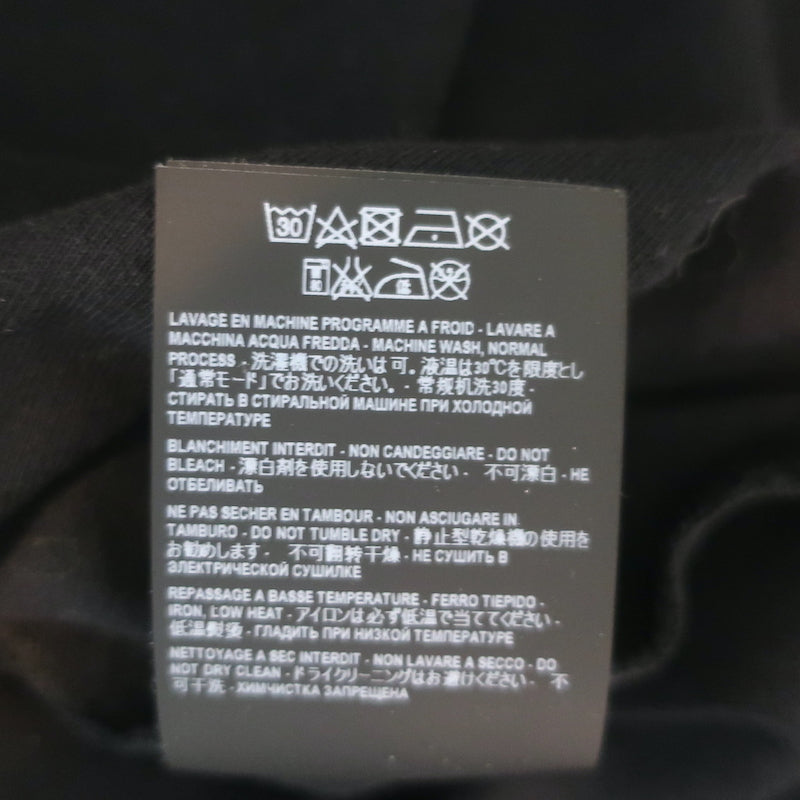 30
LAVAGE EN MACHINE PROGRAMME A FROID - LAVARE A
MACCHINA ACQUA FREDDA - MACHINE WASH, NORMAL
PROCESS - 洗濯機での洗いは可。液温は30℃を限度とし
「通常モード」でお洗いください。 - 常规机洗30度 -
СТИРАТЬ В СТИРАЛЬНОЙ МАШИНЕ ПРИ ХОЛОДНОЙ
ТЕМПЕРАТУРЕ
BLANCHIMENT INTERDIT - NON CANDEGGIARE - DO NOT
BLEACH - 漂白剤を使用しないでください - 不可漂白 - НЕ
ОТБЕЛИВАТЬ
NE PAS SECHER EN TAMBOUR - NON ASCIUGARE IN
TAMBURO - DO NOT TUMBLE DRY - 静止型乾燥機の使用を
お勧めします - 不可翻转干燥 - НЕ СУШИТЬ В
ЭЛЕКТРИЧЕСКОЙ СУШИЛКЕ
REPASSAGE A BASSE TEMPERATURE - FERRO TIEPIDO -
IRON, LOW HEAT - アイロンは必ず低温で当ててください -
低温熨烫 - ГЛАДИТЬ ПРИ НИЗКОЙ ТЕМПЕРАТУРЕ
NETTOYAGE A SEC INTERDIT - NON LAVARE A SECCO - DO
NOT DRY CLEAN - ドライクリーニングはお避けください - 不
可干洗 - ХИМЧИСТКА ЗАПРЕЩЕНА